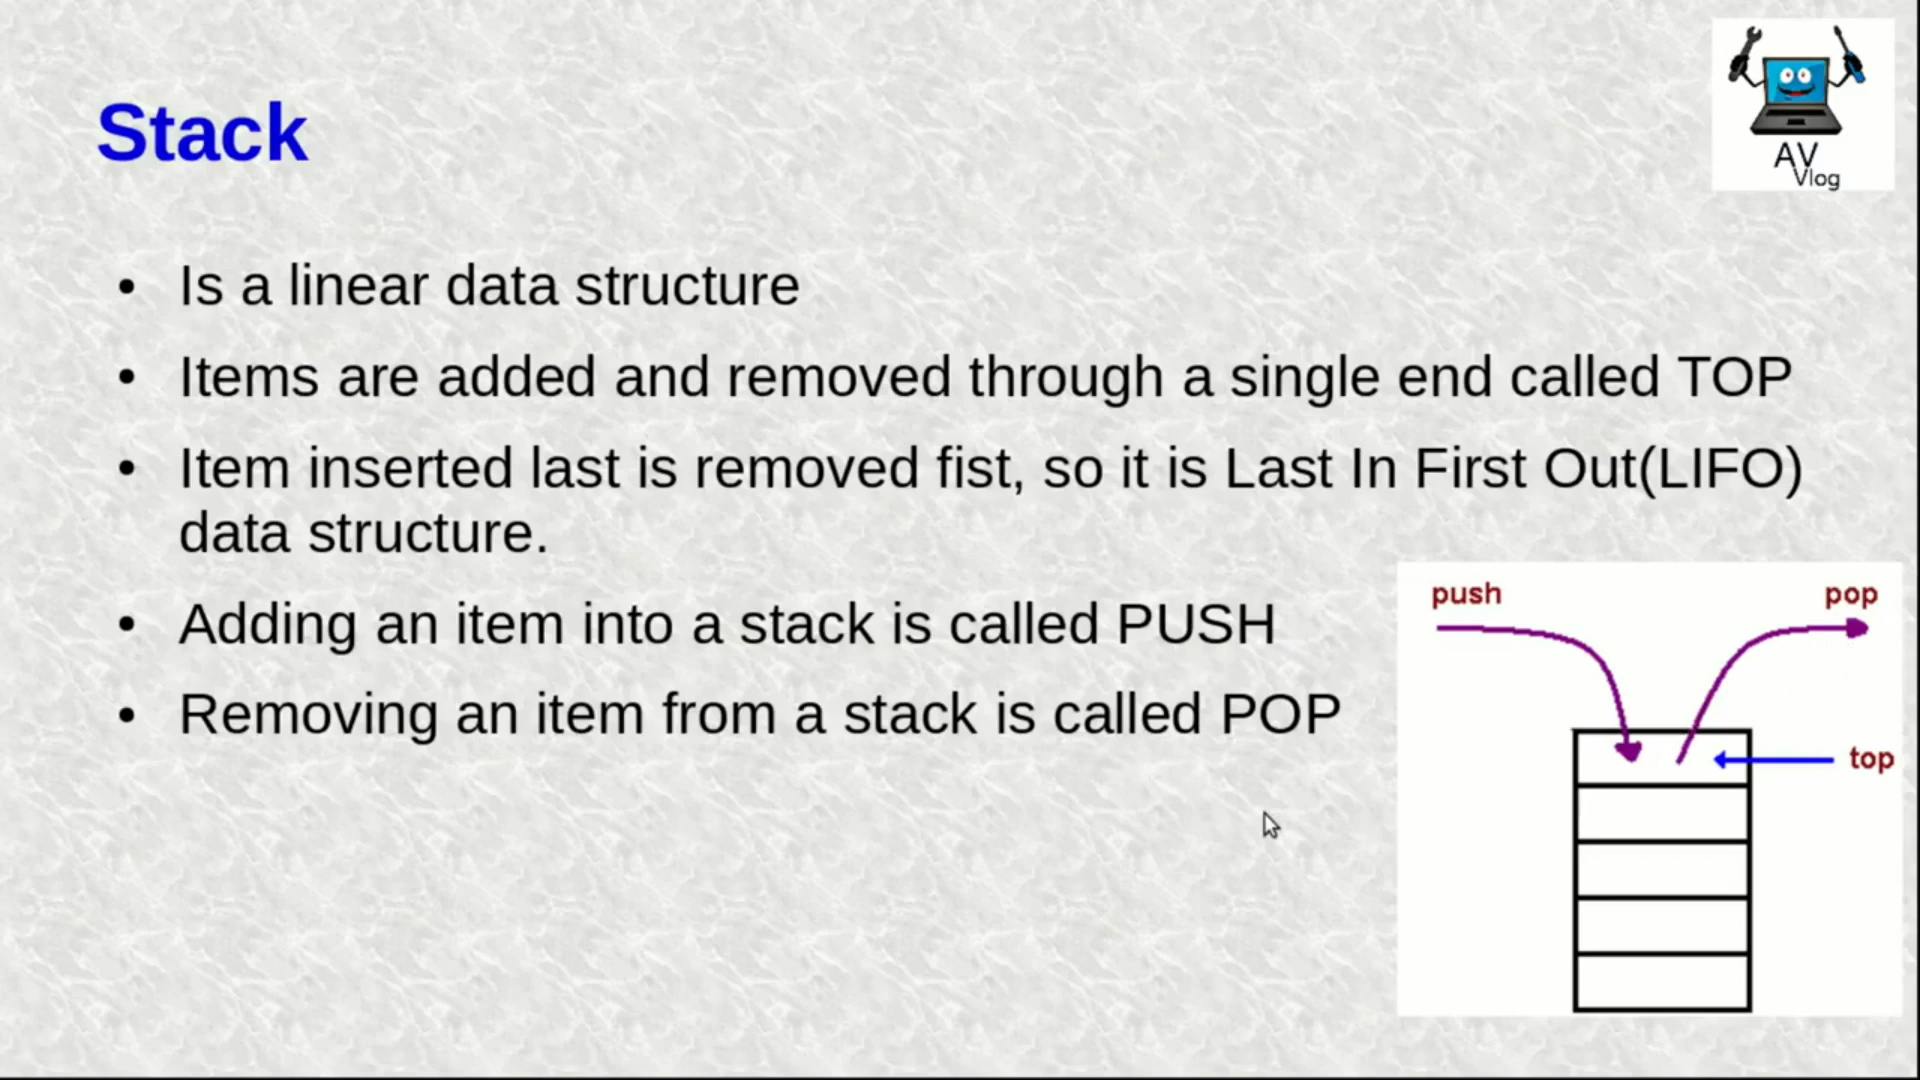 Stack
AV
Vlog
• Is a linear data structure
• Items are added and removed through a single end called TOP
• Item inserted last is removed fist, so it is Last In First Out(LIFO)
data structure.
• Adding an item into a stack is called PUSH
• Removing an item from a stack is called POP
push
pop
top